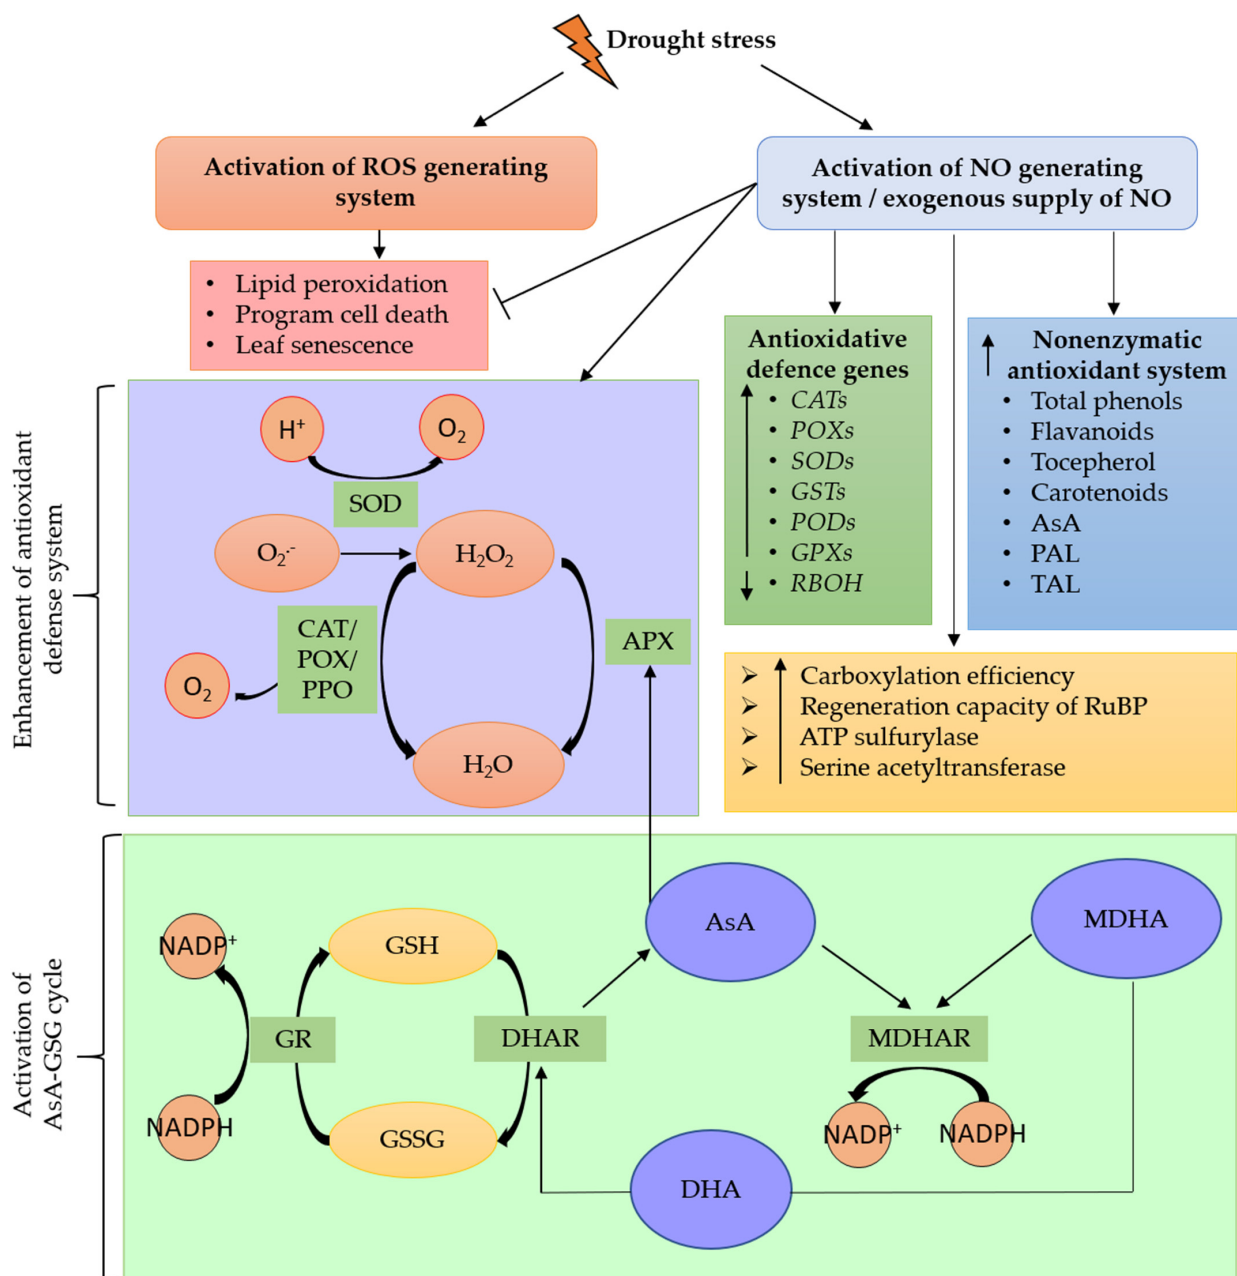 Drought stress
Activation of ROS generating
system
Activation of NO generating
system / exogenous supply of NO
• Lipid peroxidation
• Program cell death
• Leaf senescence
Antioxidative
defence genes
• CATs
• POXs
• SODs
• GSTs
• PODs
• GPXs
• RBOH
Nonenzymatic
antioxidant system
• Total phenols
• Flavanoids
• Tocepherol
• Carotenoids
• AsA
• PAL
• TAL
Enhancement of antioxidant
defense system
H⁺
O₂
SOD
O₂.⁻
H₂O₂
CAT/
POX/
PPO
APX
O₂
H₂O
➢ Carboxylation efficiency
➢ Regeneration capacity of RuBP
➢ ATP sulfurylase
➢ Serine acetyltransferase
Activation of
AsA-GSG cycle
NADP⁺
GSH
AsA
MDHA
GR
DHAR
MDHAR
NADPH
GSSG
NADP⁺
NADPH
DHA